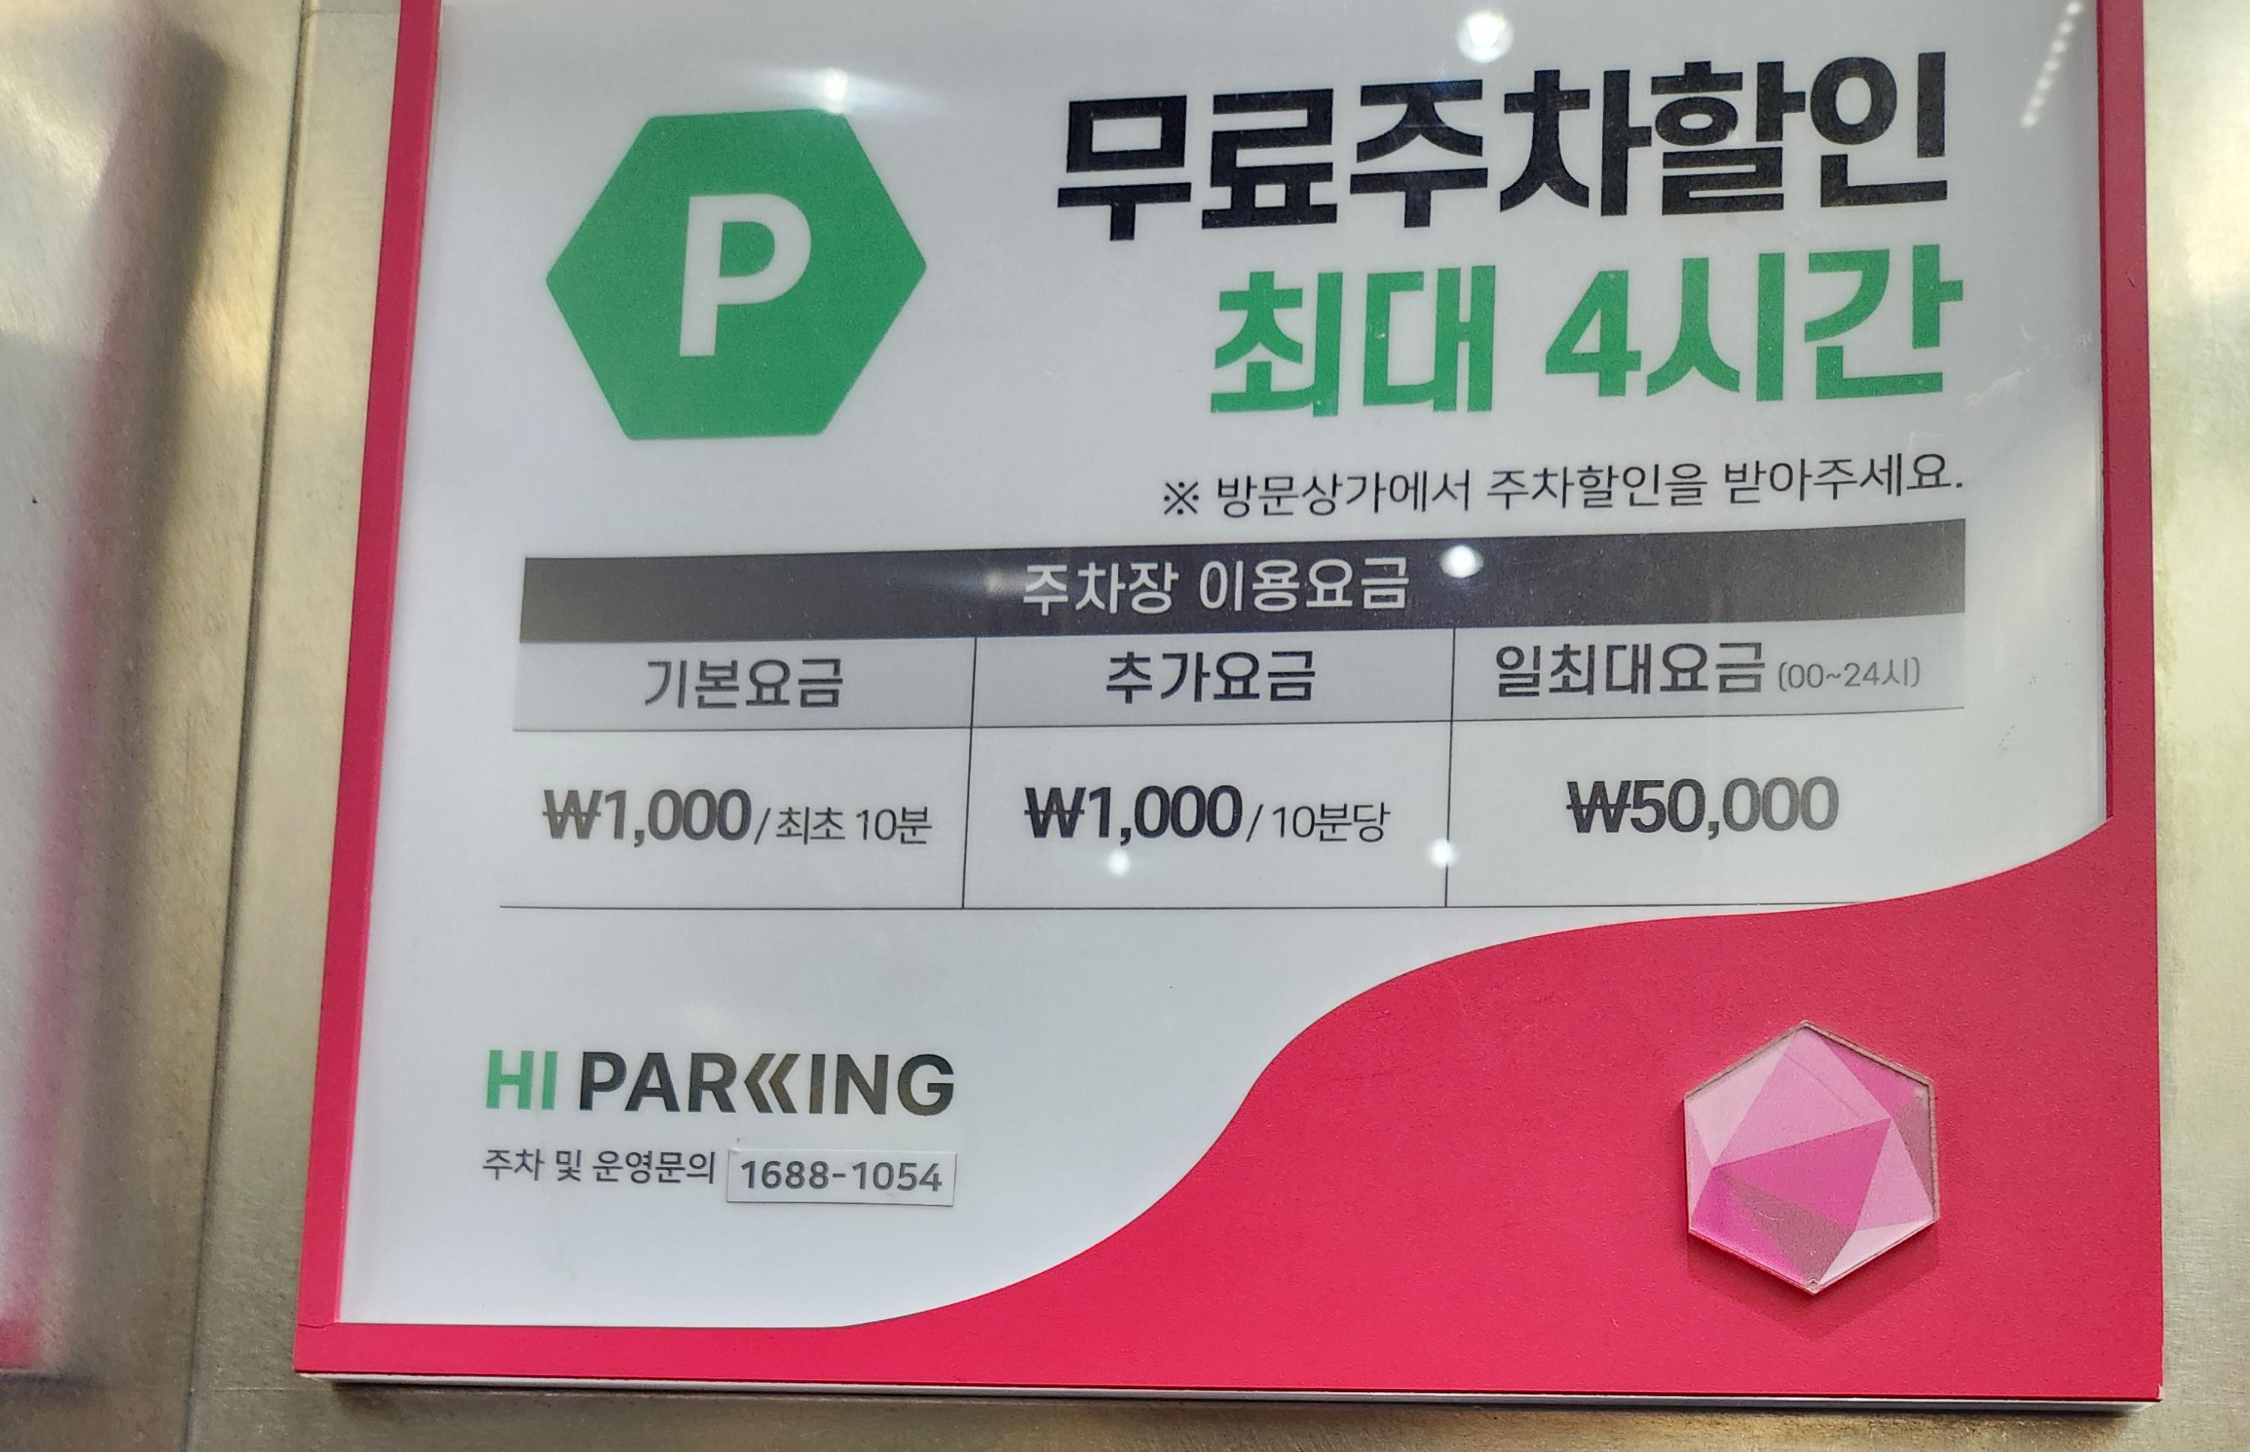 P
무료주차할인
최대 4시간
※ 방문상가에서 주차할인을 받아주세요.
주차장 이용요금
기본요금 추가요금 일최대요금 (00~24시)
₩1,000/ 최초 10분 ₩1,000/ 10분당 ₩50,000
HI PARKING
주차 및 운영문의 1688-1054